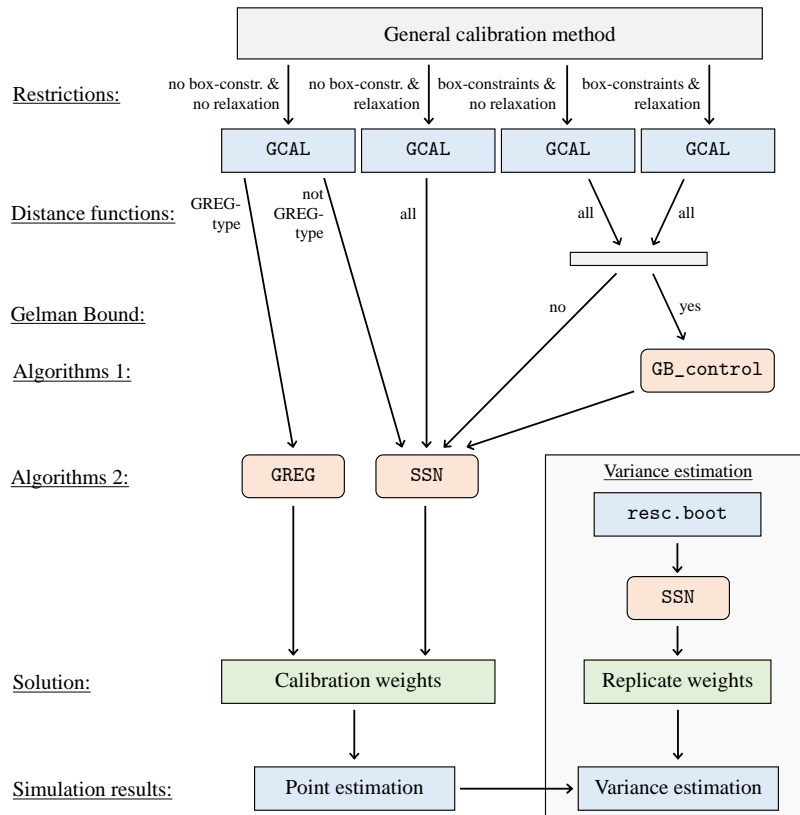 General calibration method
Restrictions:
no box-constr. &
no relaxation
no box-constr. &
relaxation
box-constraints &
no relaxation
box-constraints &
relaxation
GCAL
GCAL
GCAL
GCAL
Distance functions:
GREG-
type
not
GREG-
type
all
all
all
Gelman Bound:
no
yes
Algorithms 1:
GB_control
Algorithms 2:
GREG
SSN
Variance estimation
resc.boot
SSN
Solution:
Calibration weights
Replicate weights
Simulation results:
Point estimation
Variance estimation